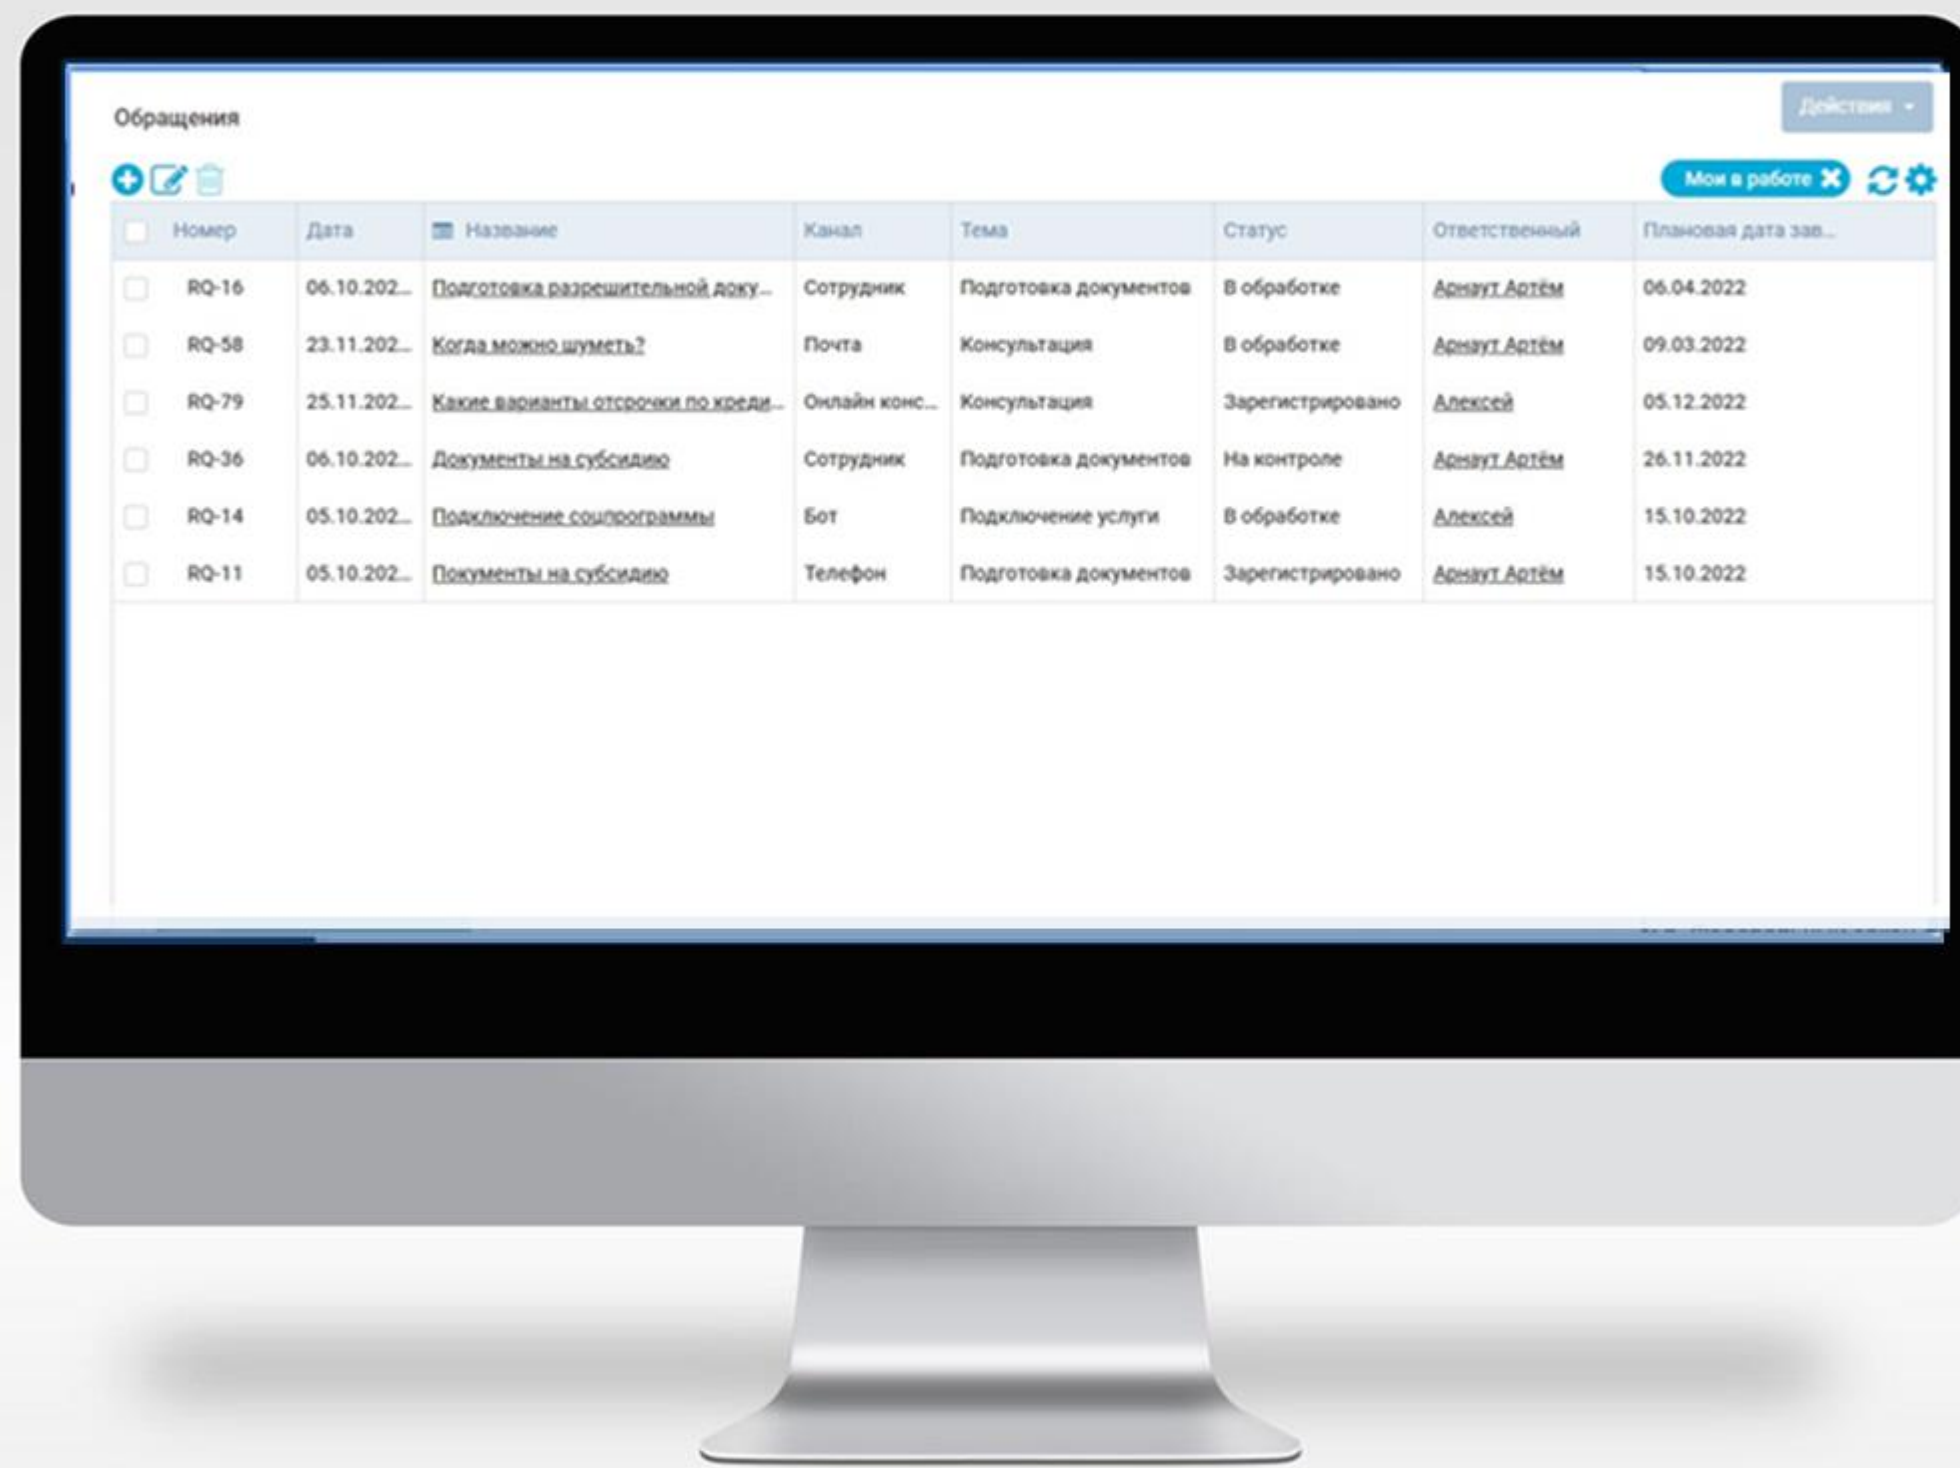 Обращения
Действия
Мои в работе
Номер Дата Название Канал Тема Статус Ответственный Плановая дата зав...
RQ-16 06.10.202... Подготовка разрешительной доку... Сотрудник Подготовка документов В обработке Арнаут Артём 06.04.2022
RQ-58 23.11.202... Когда можно шуметь? Почта Консультация В обработке Арнаут Артём 09.03.2022
RQ-79 25.11.202... Какие варианты отсрочки по креди... Онлайн конс... Консультация Зарегистрировано Алексей 05.12.2022
RQ-36 06.10.202... Документы на субсидию Сотрудник Подготовка документов На контроле Арнаут Артём 26.11.2022
RQ-14 05.10.202... Подключение соцпрограммы Бот Подключение услуги В обработке Алексей 15.10.2022
RQ-11 05.10.202... Покументы на субсидию Телефон Подготовка документов Зарегистрировано Арнаут Артём 15.10.2022